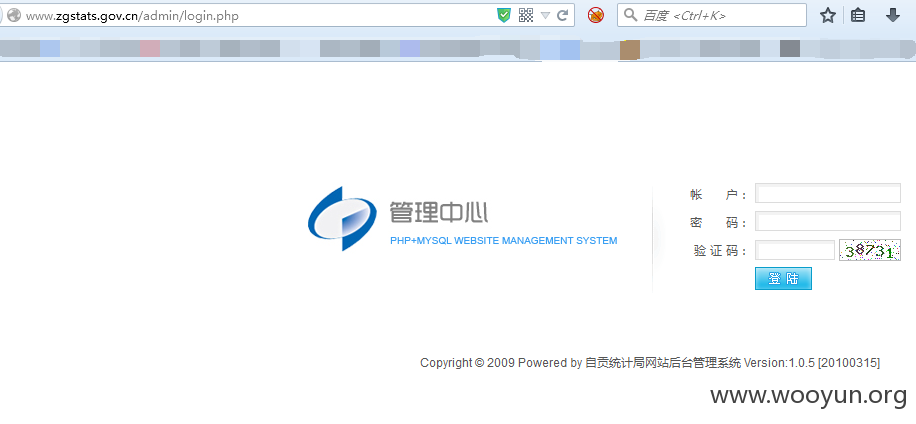 www.zgstats.gov.cn/admin/login.php
百度 <Ctrl+K>
管理中心
PHP+MYSQL WEBSITE MANAGEMENT SYSTEM
帐 户：
密 码：
验证码： 38731
登 陆
Copyright © 2009 Powered by 自贡统计局网站后台管理系统 Version:1.0.5 [20100315]
www.wooyun.org